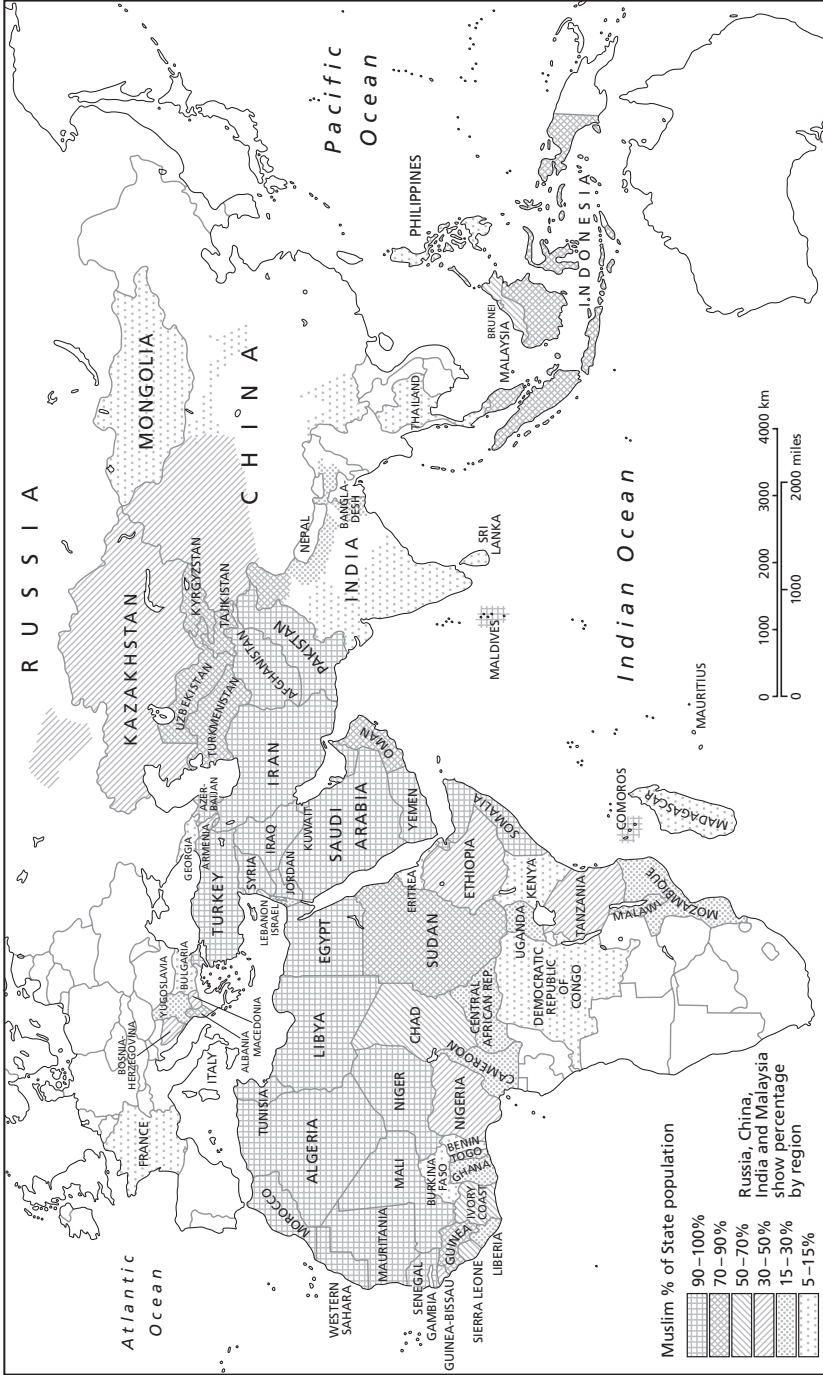 RUSSIA
Pacific
Ocean
Atlantic
Ocean
KAZAKHSTAN
MONGOLIA
CHINA
FRANCE
BOSNIA-
HERZEGOVINA
YUGOSLAVIA
BULGARIA
ITALY
ALBANIA
MACEDONIA
GEORGIA
ARMENIA
AZER-
BAIJAN
UZBEKISTAN
TURKMENISTAN
KYRGYZSTAN
TAJIKISTAN
AFGHANISTAN
PAKISTAN
NEPAL
BANGLA-
DESH
INDIA
SRI
LANKA
MALDIVES
THAILAND
PHILIPPINES
BRUNEI
MALAYSIA
INDONESIA
TURKEY
SYRIA
LEBANON
ISRAEL
JORDAN
IRAQ
IRAN
KUWAIT
SAUDI
ARABIA
OMAN
YEMEN
MOROCCO
WESTERN
SAHARA
ALGERIA
TUNISIA
LIBYA
EGYPT
MAURITANIA
MALI
NIGER
CHAD
SUDAN
ERITREA
ETHIOPIA
SOMALIA
SENEGAL
GAMBIA
GUINEA-BISSAU
GUINEA
SIERRA LEONE
LIBERIA
IVORY
COAST
BURKINA
FASO
GHANA
TOGO
BENIN
NIGERIA
CAMEROON
CENTRAL
AFRICAN REP.
DEMOCRATIC
REPUBLIC
OF
CONGO
UGANDA
KENYA
TANZANIA
MALAWI
MOZAMBIQUE
COMOROS
MADAGASCAR
MAURITIUS
Indian Ocean
0 1000 2000 3000 4000 km
0 1000 2000 miles
Muslim % of State population
90–100%
70–90%
50–70%
30–50%
15–30%
5–15%
Russia, China,
India and Malaysia
show percentage
by region